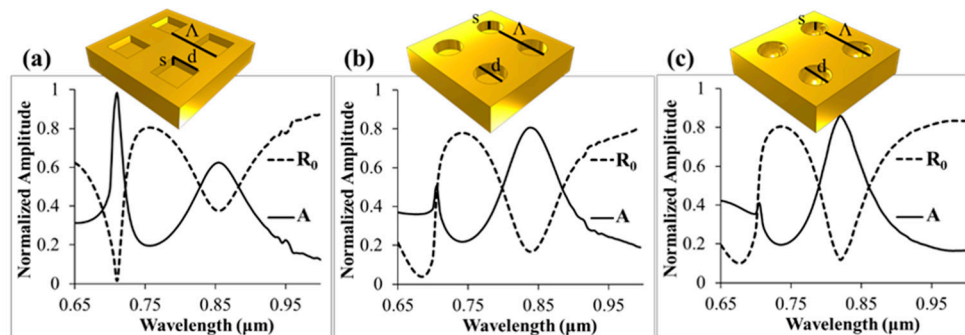 (a)
Λ
s
d
Normalized Amplitude
1
0.8
0.6
0.4
0.2
0
R0
A
0.65
0.75
0.85
0.95
Wavelength (µm)
(b)
s
Λ
d
Normalized Amplitude
1
0.8
0.6
0.4
0.2
0
R0
A
0.65
0.75
0.85
0.95
Wavelength (µm)
(c)
s
Λ
d
Normalized Amplitude
1
0.8
0.6
0.4
0.2
0
R0
A
0.65
0.75
0.85
0.95
Wavelength (µm)